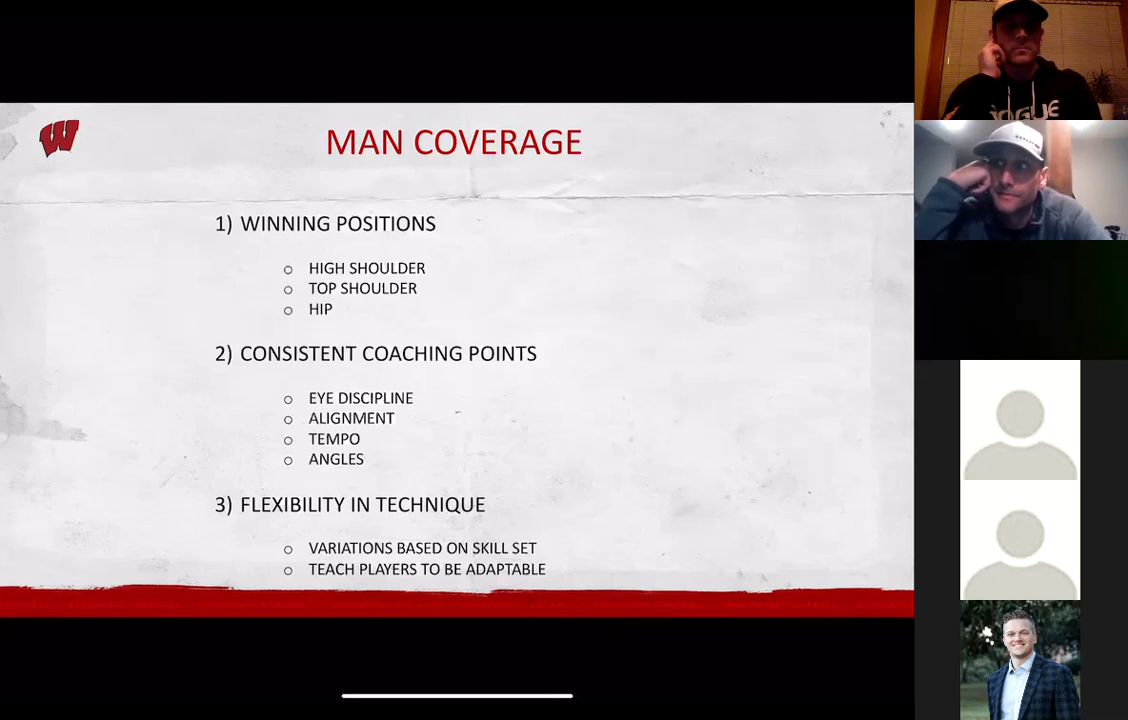 W
MAN COVERAGE
1) WINNING POSITIONS
HIGH SHOULDER
TOP SHOULDER
HIP
2) CONSISTENT COACHING POINTS
EYE DISCIPLINE
ALIGNMENT
TEMPO
ANGLES
3) FLEXIBILITY IN TECHNIQUE
VARIATIONS BASED ON SKILL SET
TEACH PLAYERS TO BE ADAPTABLE
ROGUE